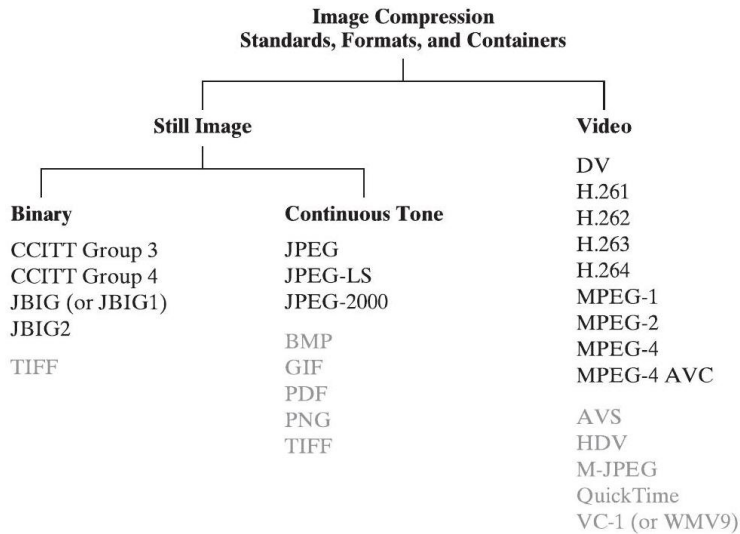 Image Compression
Standards, Formats, and Containers
Still Image
Binary
CCITT Group 3
CCITT Group 4
JBIG (or JBIG1)
JBIG2
TIFF
Continuous Tone
JPEG
JPEG-LS
JPEG-2000
BMP
GIF
PDF
PNG
TIFF
Video
DV
H.261
H.262
H.263
H.264
MPEG-1
MPEG-2
MPEG-4
MPEG-4 AVC
AVS
HDV
M-JPEG
QuickTime
VC-1 (or WMV9)